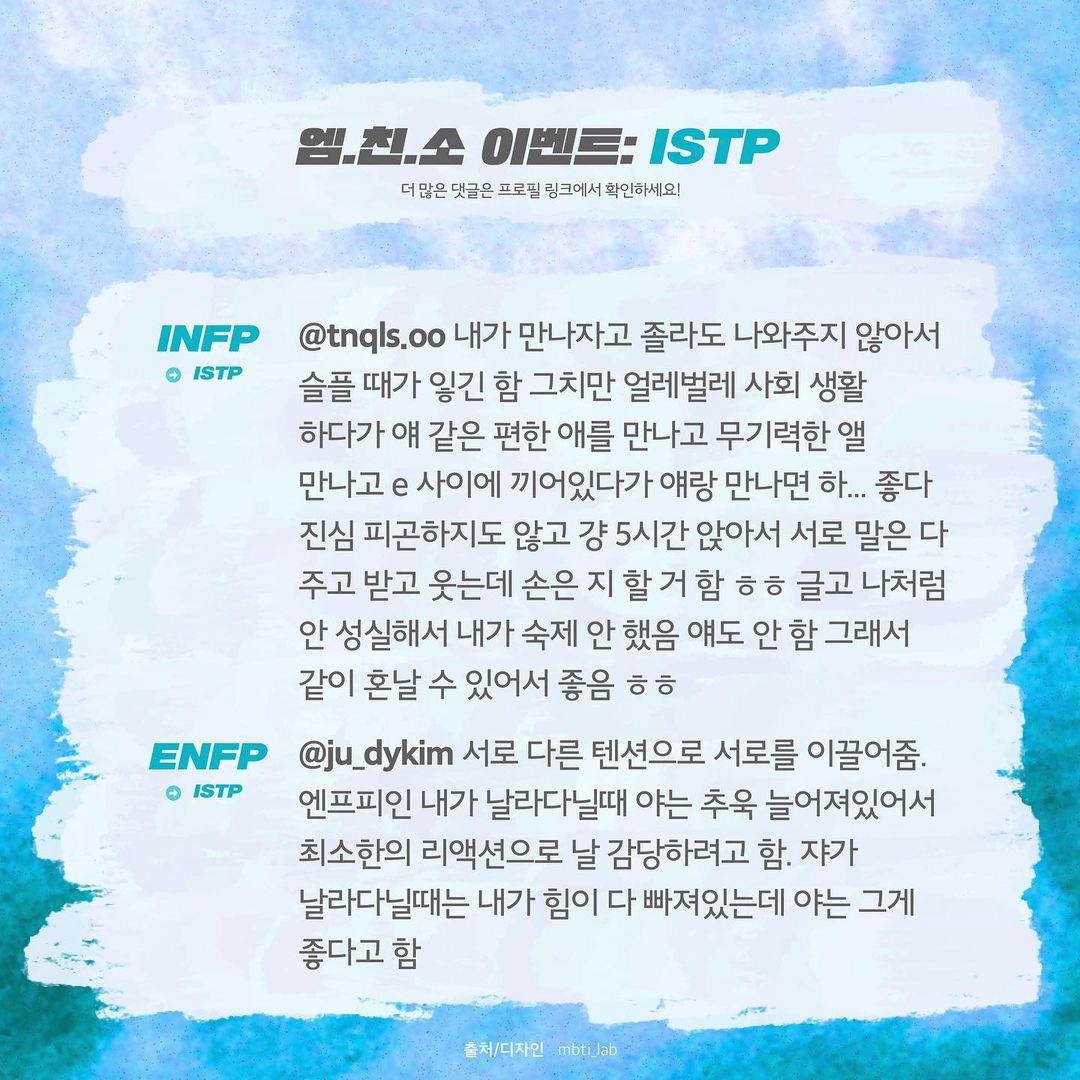 엠.친.소 이벤트: ISTP
더 많은 댓글은 프로필 링크에서 확인하세요!
INFP
ISTP
@tnqls.oo 내가 만나자고 졸라도 나와주지 않아서
슬플 때가 잏긴 함 그치만 얼레벌레 사회 생활
하다가 얘 같은 편한 애를 만나고 무기력한 앨
만나고 e 사이에 끼어있다가 얘랑 만나면 하... 좋다
진심 피곤하지도 않고 걍 5시간 앉아서 서로 말은 다
주고 받고 웃는데 손은 지 할 거 함 ㅎㅎ 글고 나처럼
안 성실해서 내가 숙제 안 했음 얘도 안 함 그래서
같이 혼날 수 있어서 좋음 ㅎㅎ
ENFP
ISTP
@ju_dykim 서로 다른 텐션으로 서로를 이끌어줌.
엔프피인 내가 날라다닐때 야는 추욱 늘어져있어서
최소한의 리액션으로 날 감당하려고 함. 쟈가
날라다닐때는 내가 힘이 다 빠져있는데 야는 그게
좋다고 함
출처/디자인 mbti_lab